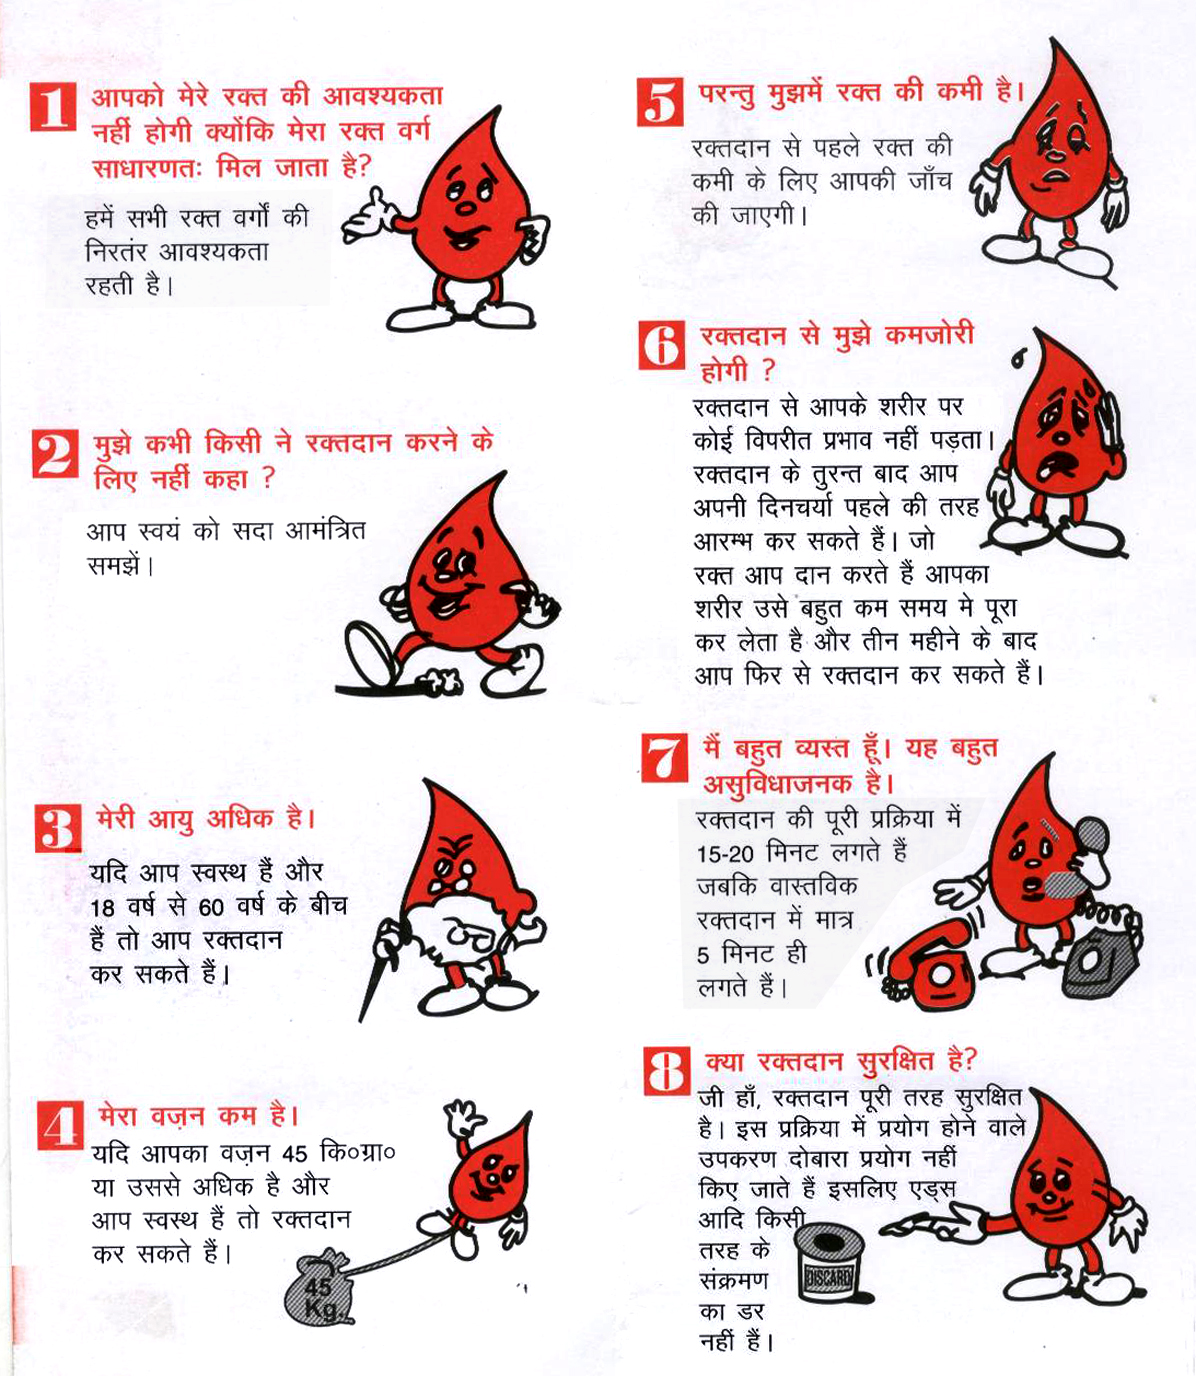 1
आपको मेरे रक्त की आवश्यकता
नहीं होगी क्योंकि मेरा रक्त वर्ग
साधारणतः मिल जाता है?
हमें सभी रक्त वर्गों की
निरतंर आवश्यकता
रहती है।
2
मुझे कभी किसी ने रक्तदान करने के
लिए नहीं कहा ?
आप स्वयं को सदा आमंत्रित
समझें।
3
मेरी आयु अधिक है।
यदि आप स्वस्थ हैं और
18 वर्ष से 60 वर्ष के बीच
हैं तो आप रक्तदान
कर सकते हैं।
4
मेरा वज़न कम है।
यदि आपका वज़न 45 कि०ग्रा०
या उससे अधिक है और
आप स्वस्थ हैं तो रक्तदान
कर सकते हैं।
45
Kg.
5
परन्तु मुझमें रक्त की कमी है।
रक्तदान से पहले रक्त की
कमी के लिए आपकी जाँच
की जाएगी।
6
रक्तदान से मुझे कमजोरी
होगी ?
रक्तदान से आपके शरीर पर
कोई विपरीत प्रभाव नहीं पड़ता।
रक्तदान के तुरन्त बाद आप
अपनी दिनचर्या पहले की तरह
आरम्भ कर सकते हैं। जो
रक्त आप दान करते हैं आपका
शरीर उसे बहुत कम समय मे पूरा
कर लेता है और तीन महीने के बाद
आप फिर से रक्तदान कर सकते हैं।
7
मैं बहुत व्यस्त हूँ। यह बहुत
असुविधाजनक है।
रक्तदान की पूरी प्रक्रिया में
15-20 मिनट लगते हैं
जबकि वास्तविक
रक्तदान में मात्र
5 मिनट ही
लगते हैं।
8
क्या रक्तदान सुरक्षित है?
जी हाँ, रक्तदान पूरी तरह सुरक्षित
है। इस प्रक्रिया में प्रयोग होने वाले
उपकरण दोबारा प्रयोग नहीं
किए जाते हैं इसलिए एड्स
आदि किसी
तरह के
संक्रमण
का डर
नहीं हैं।
DISCARD